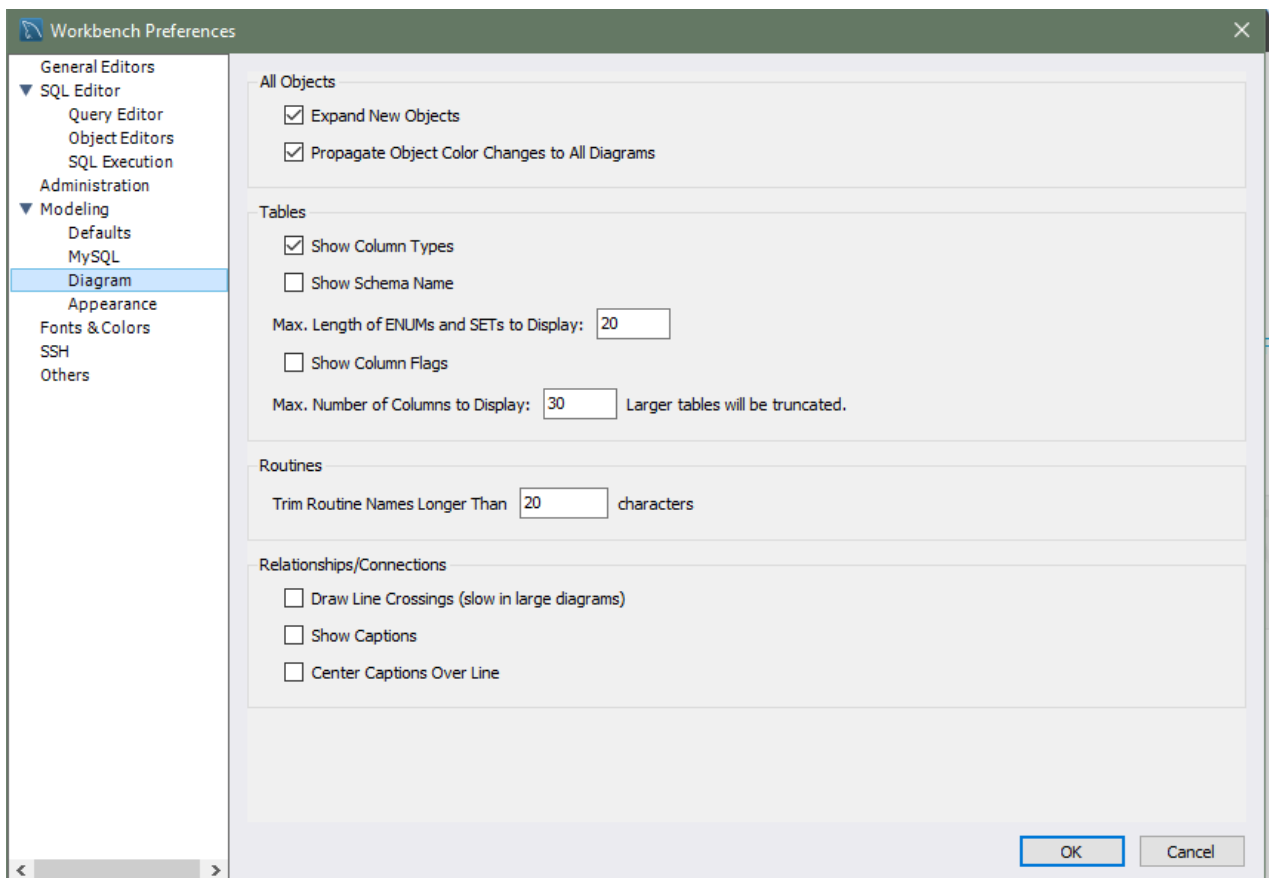 Workbench Preferences
General Editors
SQL Editor
Query Editor
Object Editors
SQL Execution
Administration
Modeling
Defaults
MySQL
Diagram
Appearance
Fonts & Colors
SSH
Others
All Objects
Expand New Objects
Propagate Object Color Changes to All Diagrams
Tables
Show Column Types
Show Schema Name
Max. Length of ENUMs and SETs to Display: 20
Show Column Flags
Max. Number of Columns to Display: 30 Larger tables will be truncated.
Routines
Trim Routine Names Longer Than 20 characters
Relationships/Connections
Draw Line Crossings (slow in large diagrams)
Show Captions
Center Captions Over Line
OK Cancel